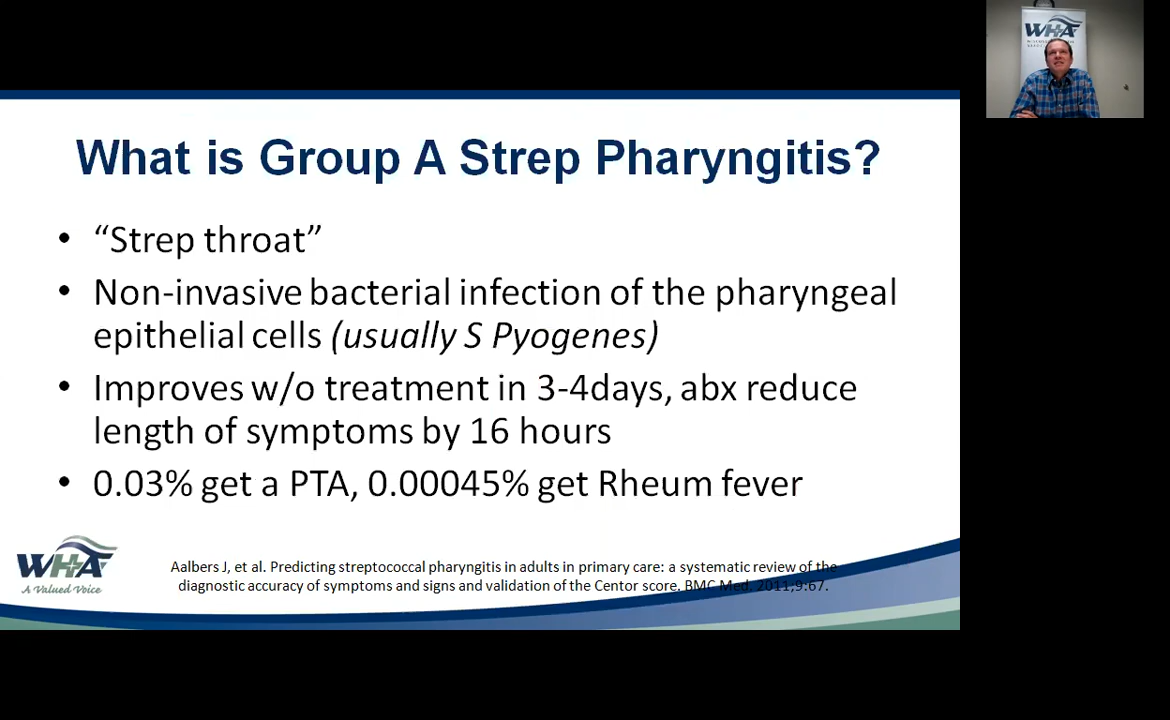 What is Group A Strep Pharyngitis?
• “Strep throat”
• Non-invasive bacterial infection of the pharyngeal
epithelial cells (usually S Pyogenes)
• Improves w/o treatment in 3-4days, abx reduce
length of symptoms by 16 hours
• 0.03% get a PTA, 0.00045% get Rheum fever
WHA
A Valued Voice
Aalbers J, et al. Predicting streptococcal pharyngitis in adults in primary care: a systematic review of the
diagnostic accuracy of symptoms and signs and validation of the Centor score. BMC Med. 2011;9:67.
WHA